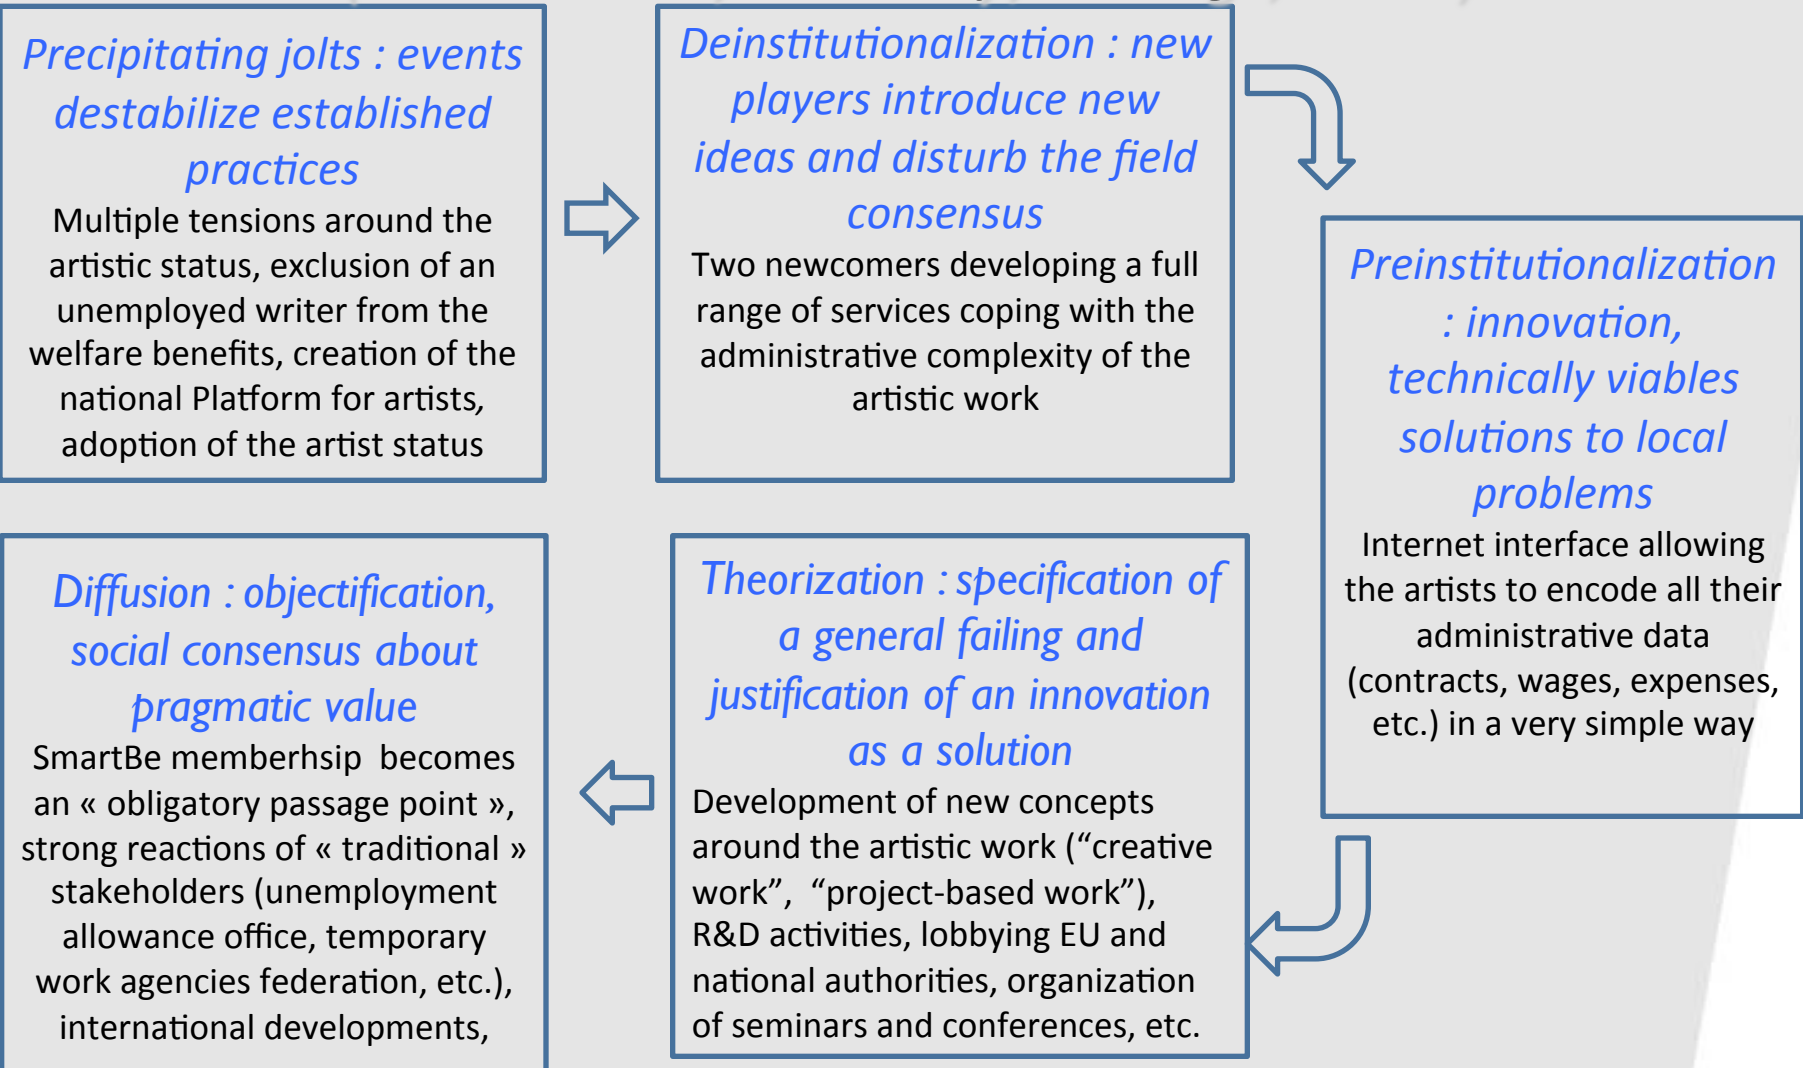 Precipitating jolts : events
destabilize established
practices
Multiple tensions around the
artistic status, exclusion of an
unemployed writer from the
welfare benefits, creation of the
national Platform for artists,
adoption of the artist status
Deinstitutionalization : new
players introduce new
ideas and disturb the field
consensus
Two newcomers developing a full
range of services coping with the
administrative complexity of the
artistic work
Preinstitutionalization
: innovation,
technically viables
solutions to local
problems
Internet interface allowing
the artists to encode all their
administrative data
(contracts, wages, expenses,
etc.) in a very simple way
Theorization : specification of
a general failing and
justification of an innovation
as a solution
Development of new concepts
around the artistic work (“creative
work”, “project-based work”),
R&D activities, lobbying EU and
national authorities, organization
of seminars and conferences, etc.
Diffusion : objectification,
social consensus about
pragmatic value
SmartBe memberhsip becomes
an « obligatory passage point »,
strong reactions of « traditional »
stakeholders (unemployment
allowance office, temporary
work agencies federation, etc.),
international developments,